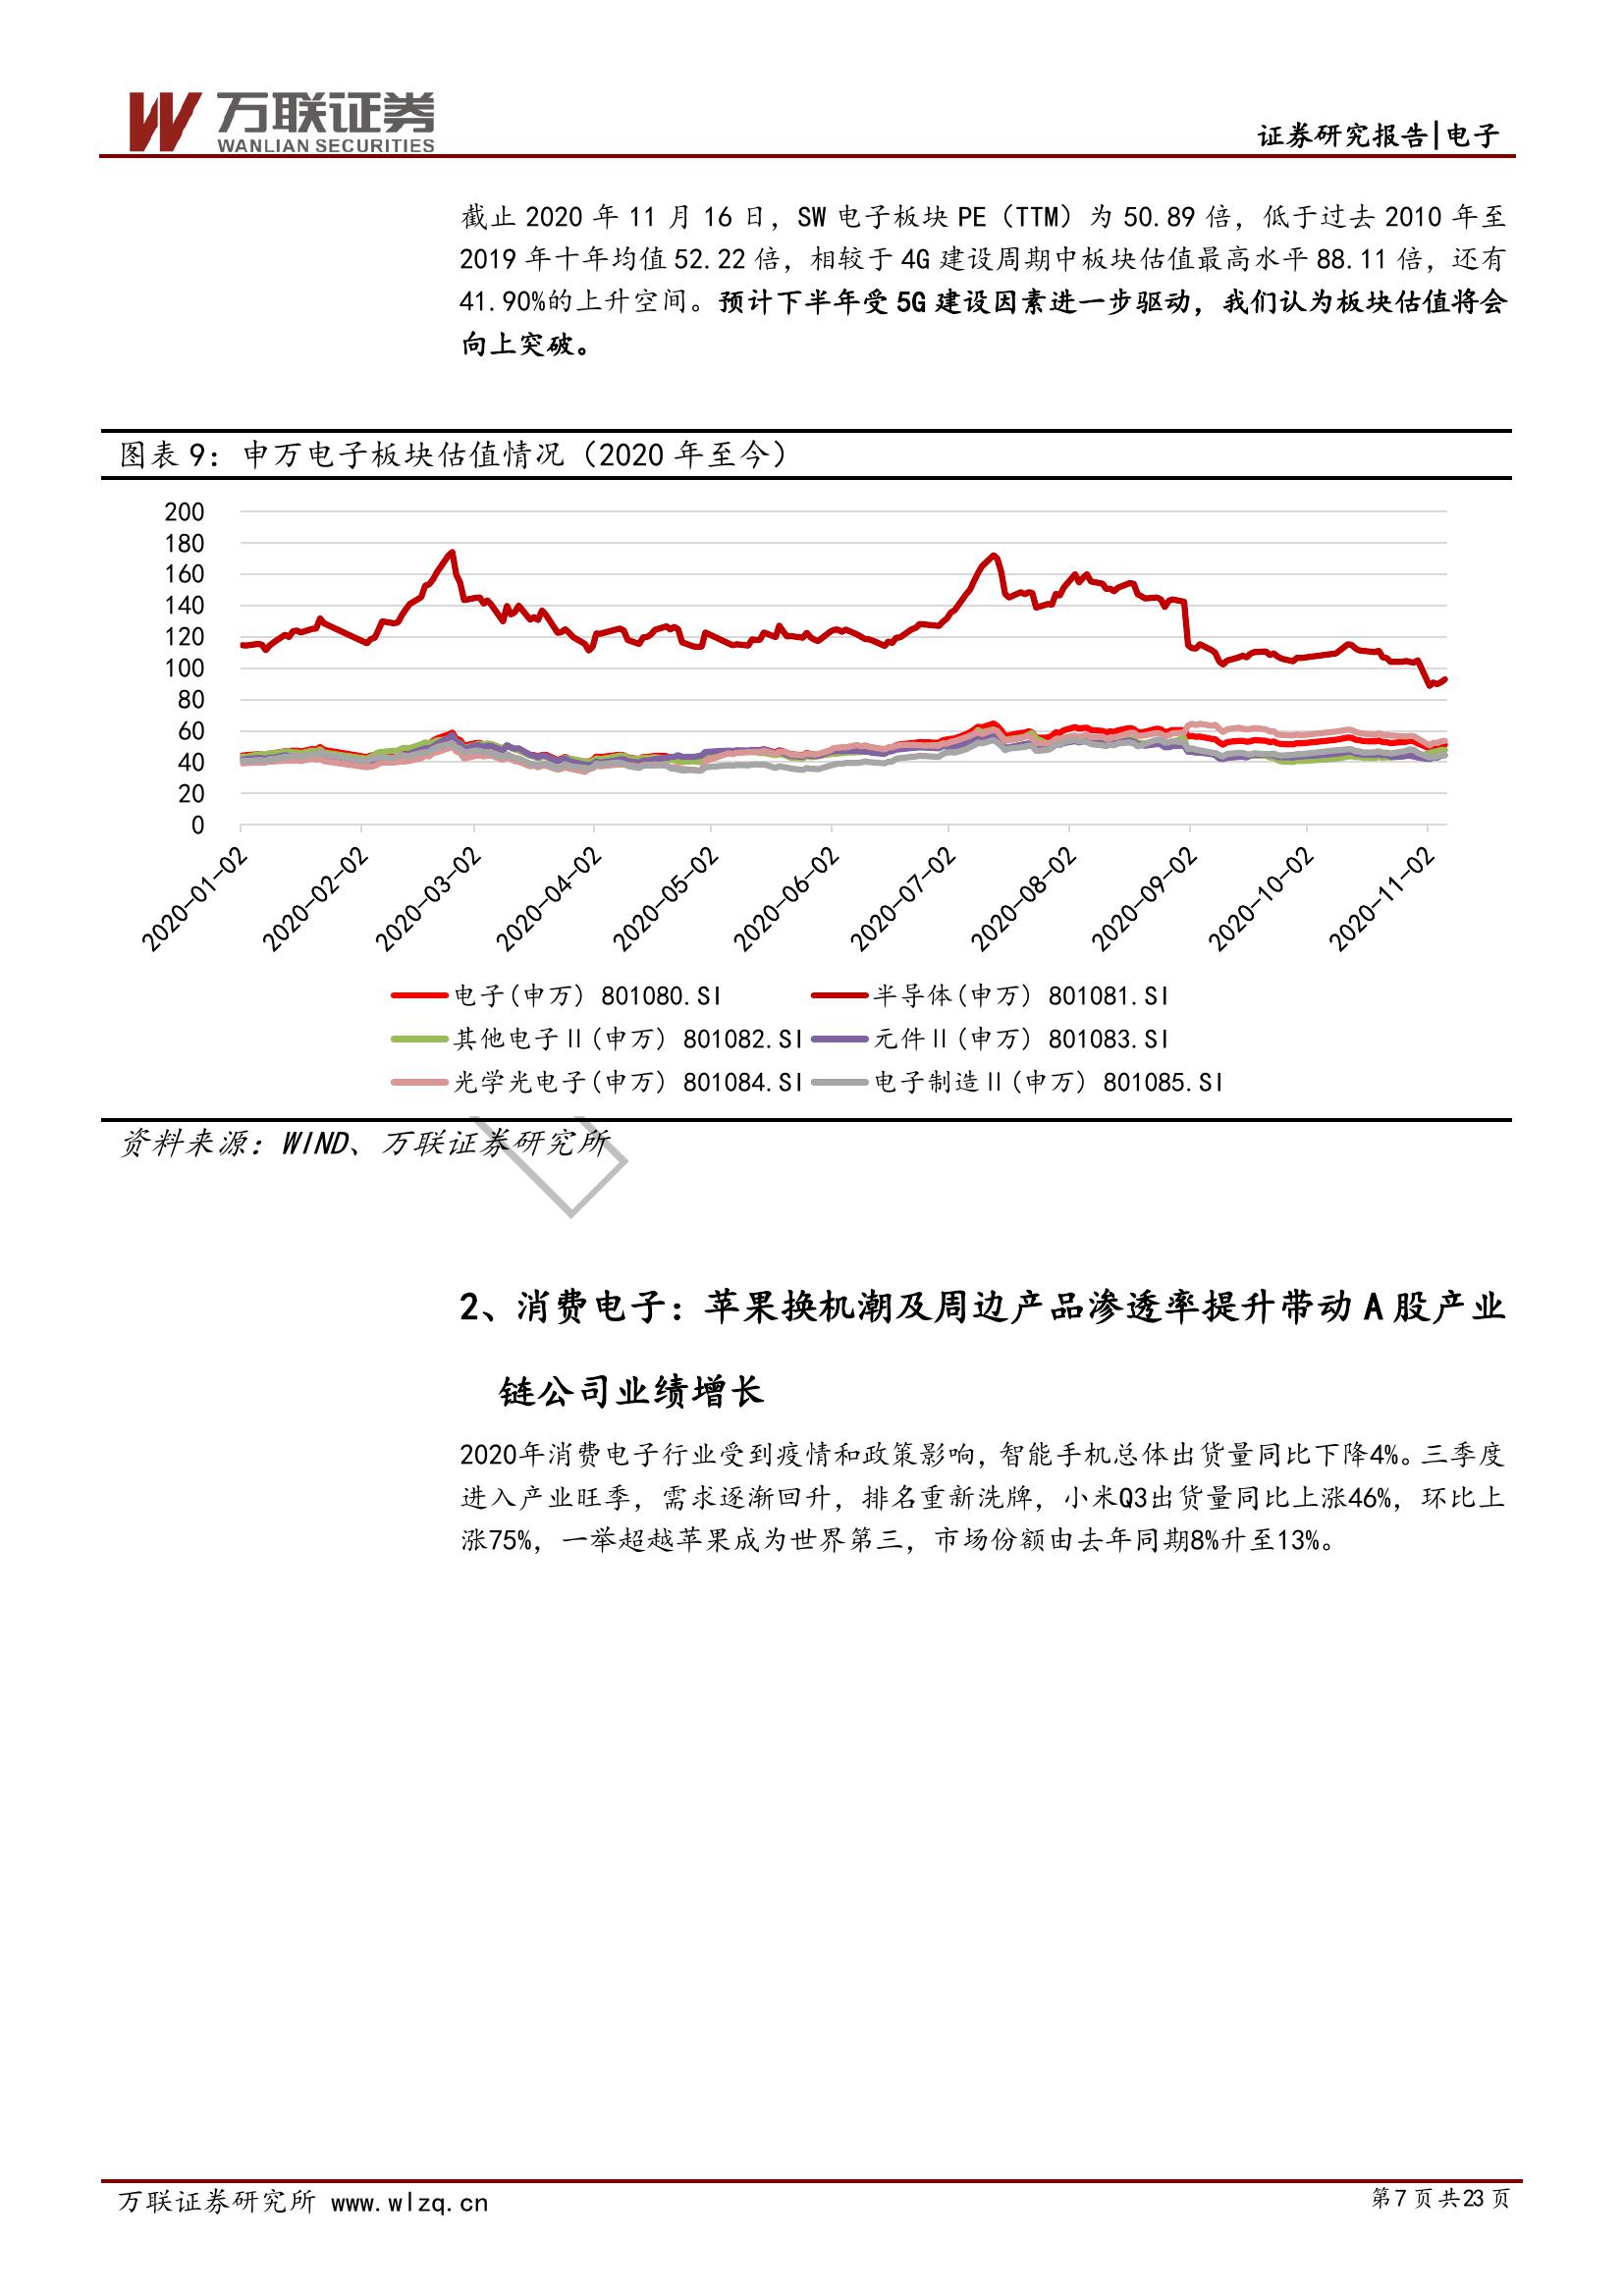 万联证券
WANLIAN SECURITIES
证券研究报告|电子
截止 2020 年 11 月 16 日，SW 电子板块 PE（TTM）为 50.89 倍，低于过去 2010 年至
2019 年十年均值 52.22 倍，相较于 4G 建设周期中板块估值最高水平 88.11 倍，还有
41.90%的上升空间。预计下半年受 5G 建设因素进一步驱动，我们认为板块估值将会
向上突破。
图表 9：申万电子板块估值情况（2020 年至今）
200
180
160
140
120
100
80
60
40
20
0
2020-01-02
2020-02-02
2020-03-02
2020-04-02
2020-05-02
2020-06-02
2020-07-02
2020-08-02
2020-09-02
2020-10-02
2020-11-02
电子(申万) 801080.SI
半导体(申万) 801081.SI
其他电子Ⅱ(申万) 801082.SI
元件Ⅱ(申万) 801083.SI
光学光电子(申万) 801084.SI
电子制造Ⅱ(申万) 801085.SI
资料来源：WIND、万联证券研究所
2、消费电子：苹果换机潮及周边产品渗透率提升带动 A 股产业
链公司业绩增长
2020年消费电子行业受到疫情和政策影响，智能手机总体出货量同比下降4%。三季度
进入产业旺季，需求逐渐回升，排名重新洗牌，小米Q3出货量同比上涨46%，环比上
涨75%，一举超越苹果成为世界第三，市场份额由去年同期8%升至13%。
万联证券研究所 www.wlzq.cn
第 7 页 共 23 页